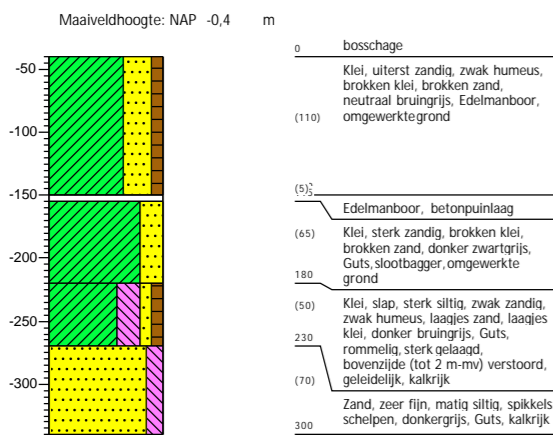 Maaiveldhoogte: NAP -0,4 m
0 bosschage
-50
Klei, uiterst zandig, zwak humeus,
brokken klei, brokken zand,
neutraal bruingrijs, Edelmanboor,
(110) omgewerkte grond
-100
-150
(5)
Edelmanboor, betonpuinlaag
(65) Klei, sterk zandig, brokken klei,
brokken zand, donker zwartgrijs,
-200
Guts, slootbagger, omgewerkte
180 grond
(50) Klei, slap, sterk siltig, zwak zandig,
zwak humeus, laagjes zand, laagjes
-250
klei, donker bruingrijs, Guts,
230
rommelig, sterk gelaagd,
bovenzijde (tot 2 m-mv) verstoord,
(70) geleidelijk, kalkrijk
-300
Zand, zeer fijn, matig siltig, spikkels
300 schelpen, donkergrijs, Guts, kalkrijk